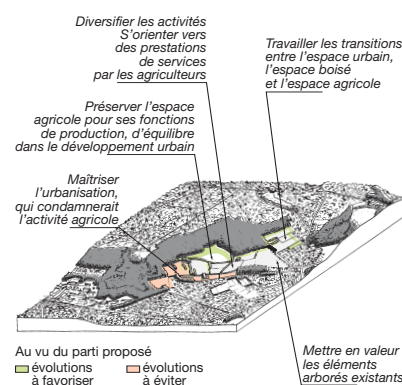 Diversifier les activités
S'orienter vers
des prestations
de services
par les agriculteurs
Travailler les transitions
entre l'espace urbain,
l'espace boisé
et l'espace agricole
Préserver l'espace
agricole pour ses fonctions
de production, d'équilibre
dans le développement urbain
Maîtriser
l'urbanisation,
qui condamnerait
l'activité agricole
Mettre en valeur
les éléments
arborés existants
Au vu du parti proposé
évolutions
à favoriser
évolutions
à éviter